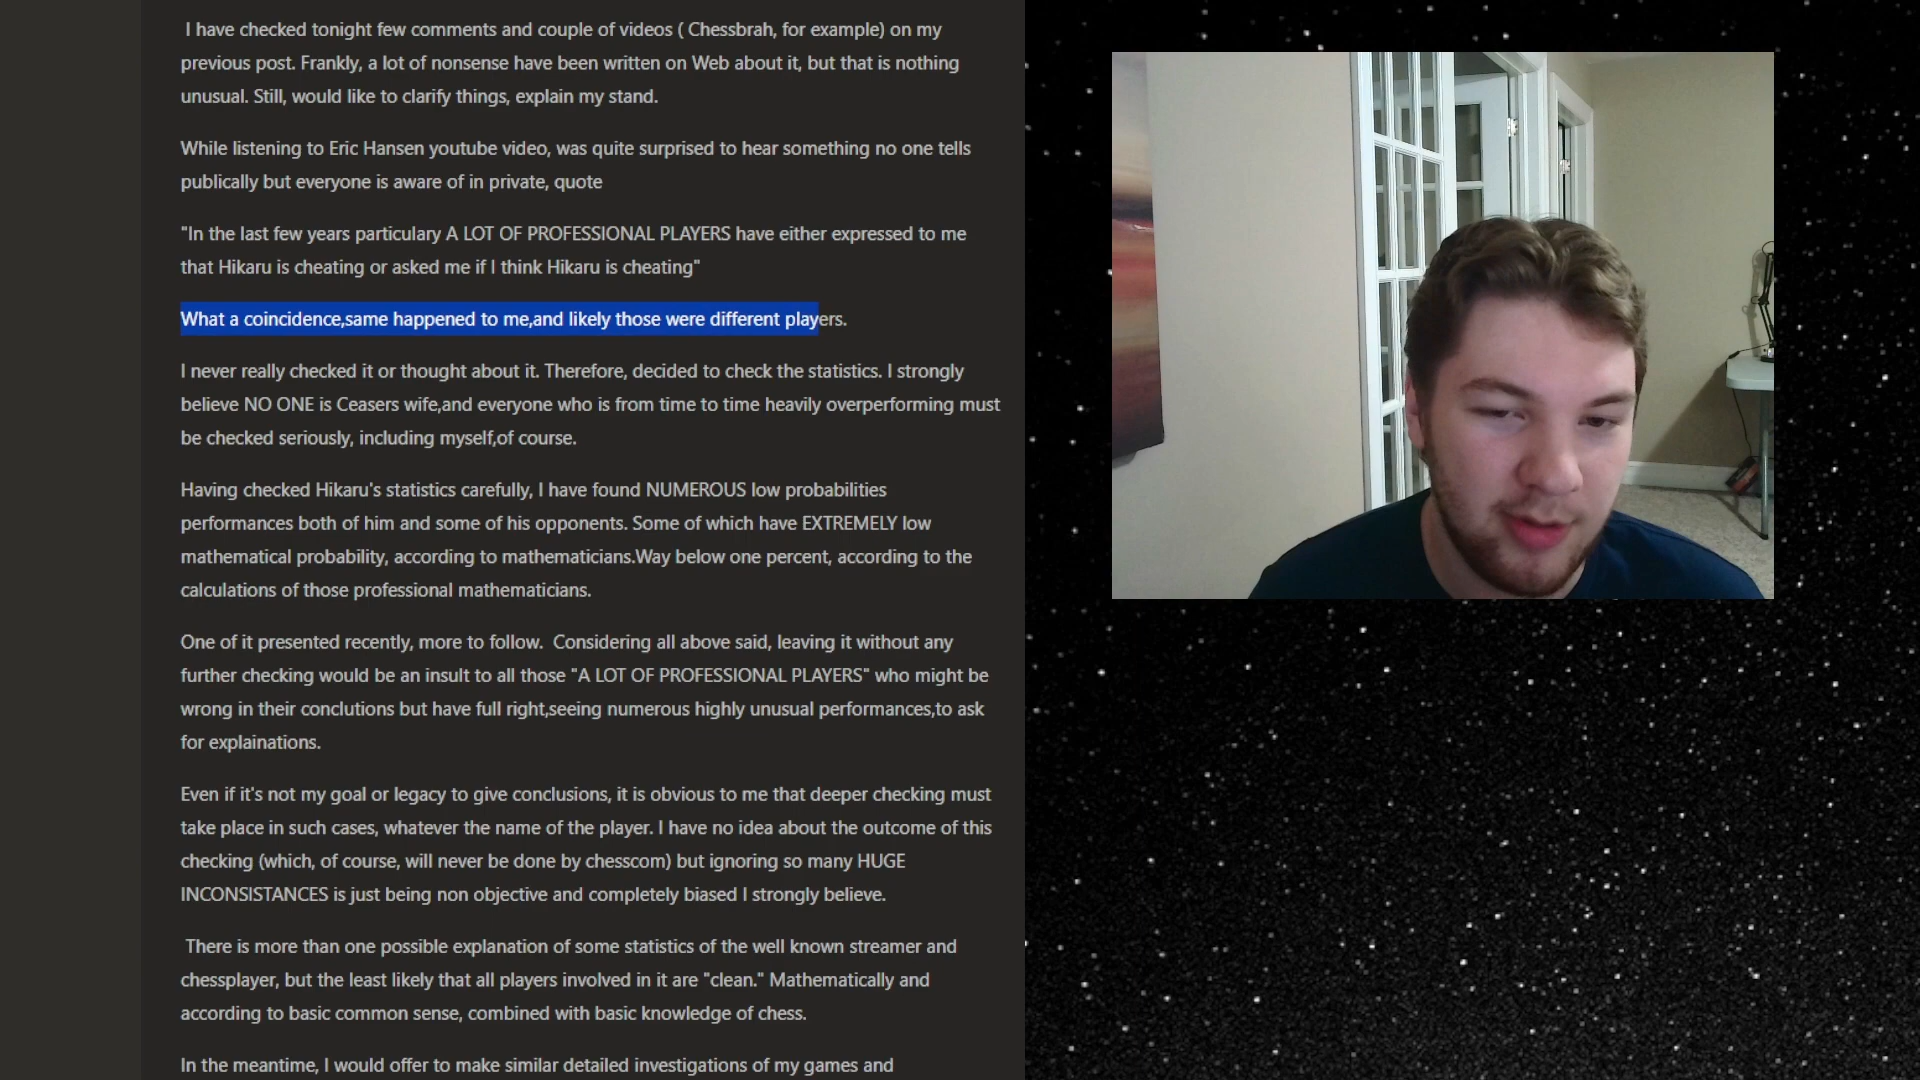 I have checked tonight few comments and couple of videos ( Chessbrah, for example) on my
previous post. Frankly, a lot of nonsense have been written on Web about it, but that is nothing
unusual. Still, would like to clarify things, explain my stand.
While listening to Eric Hansen youtube video, was quite surprised to hear something no one tells
publically but everyone is aware of in private, quote
"In the last few years particulary A LOT OF PROFESSIONAL PLAYERS have either expressed to me
that Hikaru is cheating or asked me if I think Hikaru is cheating"
What a coincidence,same happened to me,and likely those were different players.
I never really checked it or thought about it. Therefore, decided to check the statistics. I strongly
believe NO ONE is Ceasers wife,and everyone who is from time to time heavily overperforming must
be checked seriously, including myself,of course.
Having checked Hikaru's statistics carefully, I have found NUMEROUS low probabilities
performances both of him and some of his opponents. Some of which have EXTREMELY low
mathematical probability, according to mathematicians.Way below one percent, according to the
calculations of those professional mathematicians.
One of it presented recently, more to follow.  Considering all above said, leaving it without any
further checking would be an insult to all those "A LOT OF PROFESSIONAL PLAYERS" who might be
wrong in their conclutions but have full right,seeing numerous highly unusual performances,to ask
for explainations.
Even if it's not my goal or legacy to give conclusions, it is obvious to me that deeper checking must
take place in such cases, whatever the name of the player. I have no idea about the outcome of this
checking (which, of course, will never be done by chesscom) but ignoring so many HUGE
INCONSISTANCES is just being non objective and completely biased I strongly believe.
There is more than one possible explanation of some statistics of the well known streamer and
chessplayer, but the least likely that all players involved in it are "clean." Mathematically and
according to basic common sense, combined with basic knowledge of chess.
In the meantime, I would offer to make similar detailed investigations of my games and